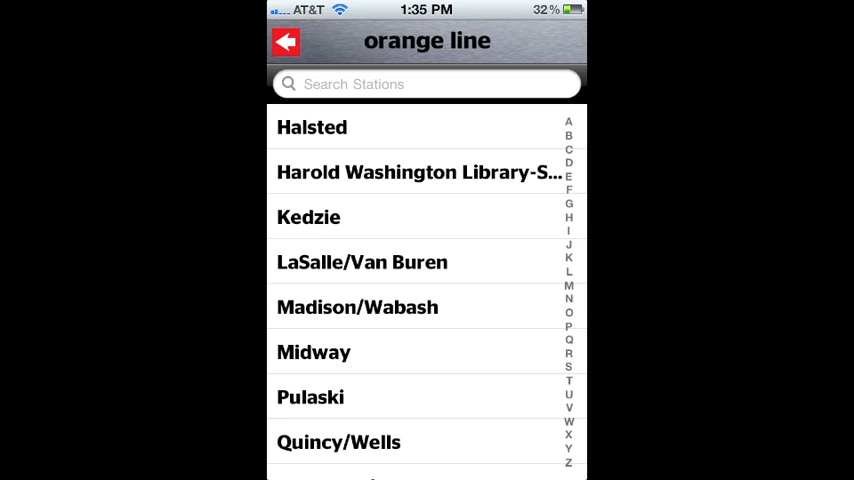 AT&T 1:35 PM 32%
orange line
Search Stations
Halsted
Harold Washington Library-S...
Kedzie
LaSalle/Van Buren
Madison/Wabash
Midway
Pulaski
Quincy/Wells
A
B
C
D
E
F
G
H
I
J
K
L
M
N
O
P
Q
R
S
T
U
V
W
X
Y
Z